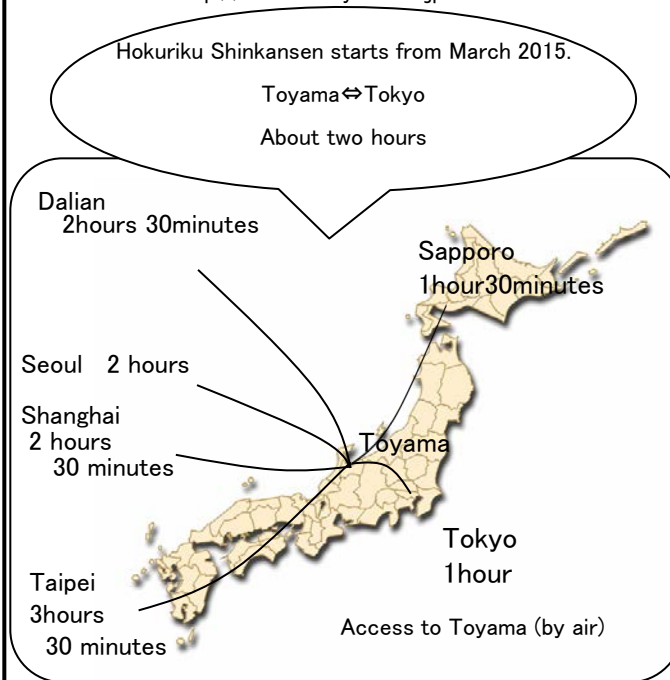 Hokuriku Shinkansen starts from March 2015.
Toyama⇔Tokyo
About two hours
Dalian
2hours 30minutes
Sapporo
1hour30minutes
Seoul 2 hours
Shanghai
2 hours
30 minutes
Toyama
Tokyo
1hour
Taipei
3hours
30 minutes
Access to Toyama (by air)